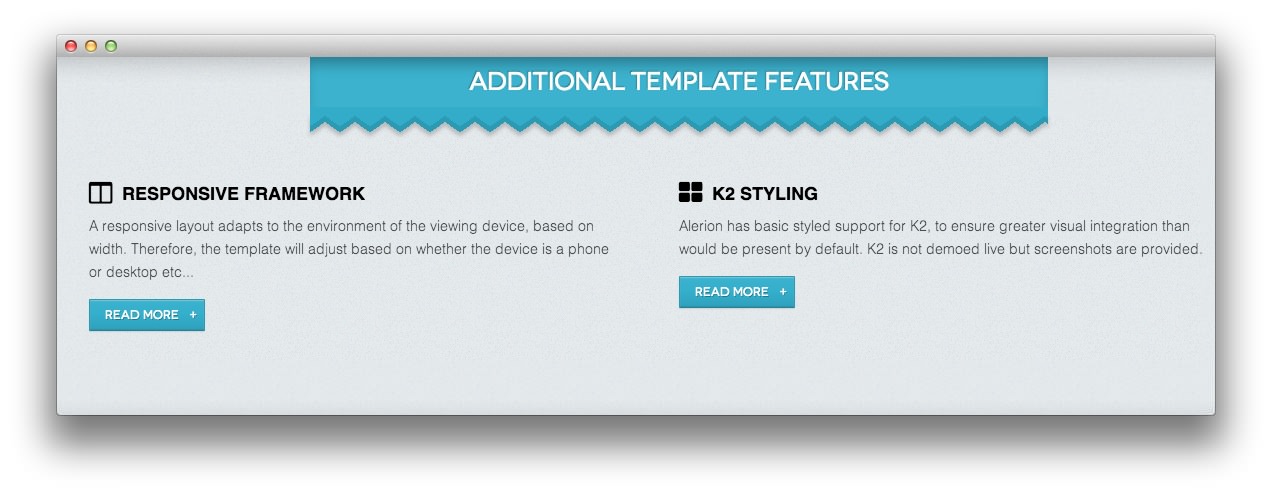 ADDITIONAL TEMPLATE FEATURES
RESPONSIVE FRAMEWORK
A responsive layout adapts to the environment of the viewing device, based on
width. Therefore, the template will adjust based on whether the device is a phone
or desktop etc...
READ MORE +
K2 STYLING
Alerion has basic styled support for K2, to ensure greater visual integration than
would be present by default. K2 is not demoed live but screenshots are provided.
READ MORE +